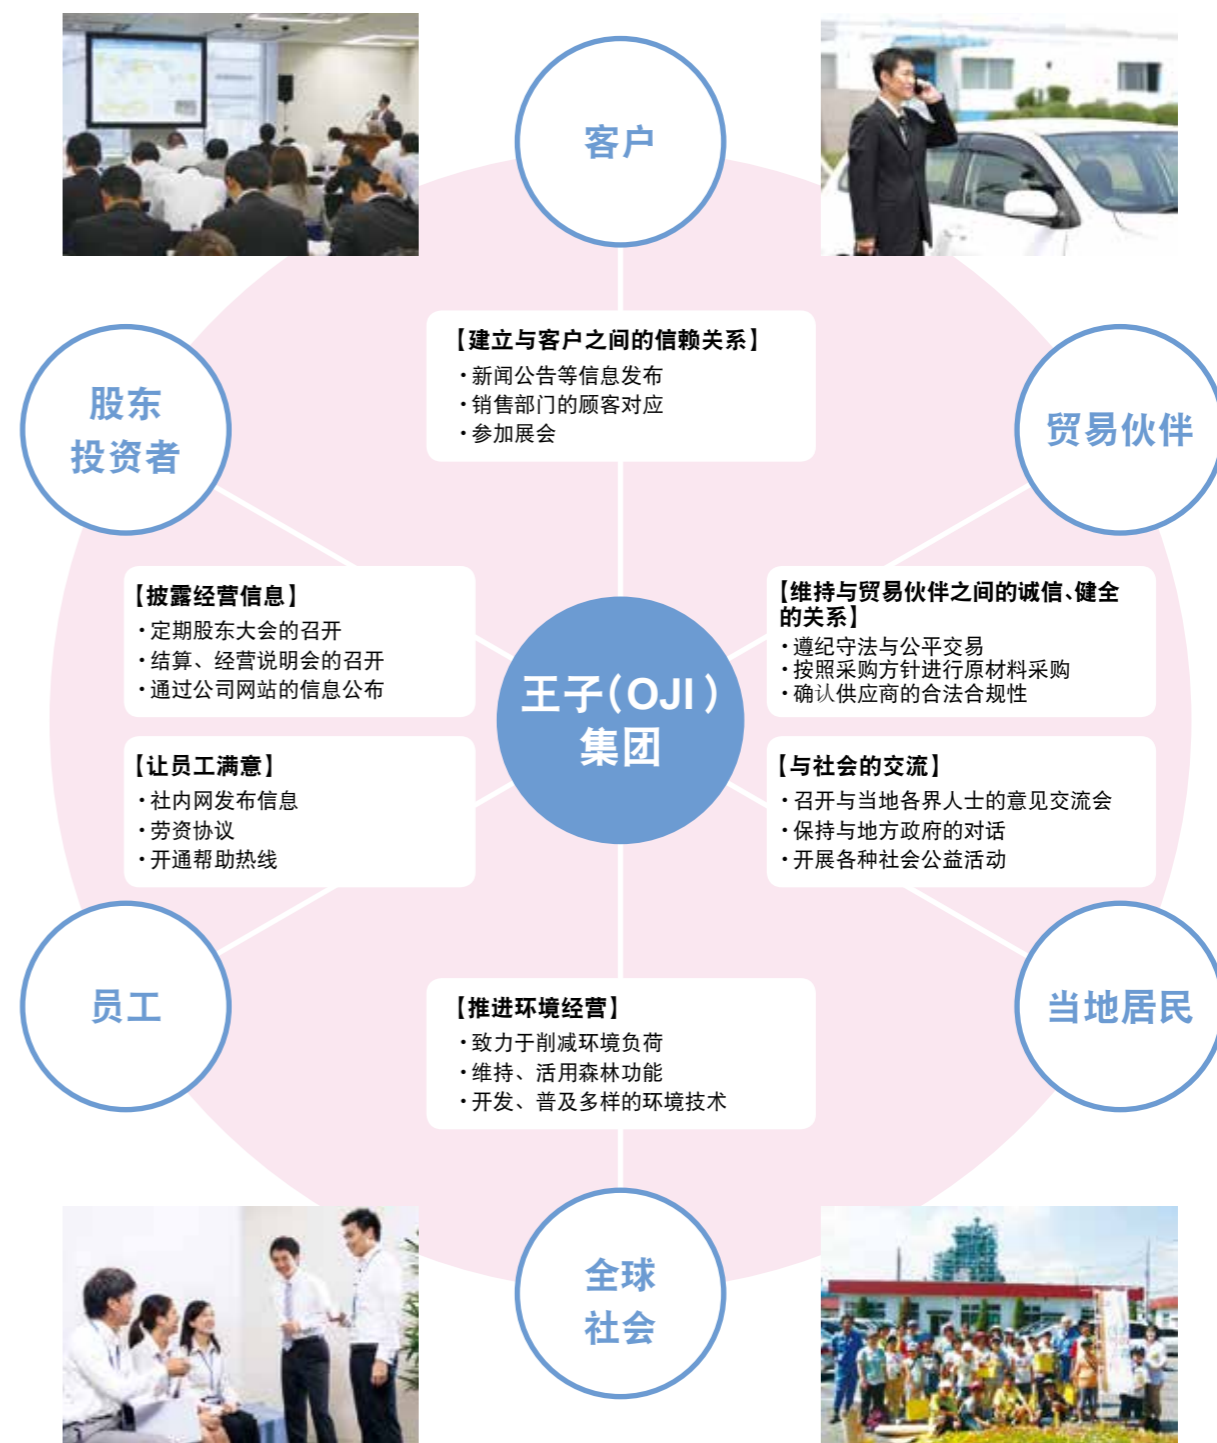 客户
【建立与客户之间的信赖关系】
・新闻公告等信息发布
・销售部门的顾客对应
・参加展会
股东
投资者
贸易伙伴
【披露经营信息】
・定期股东大会的召开
・结算、经营说明会的召开
・通过公司网站的信息公布
【维持与贸易伙伴之间的诚信、健全
的关系】
・遵纪守法与公平交易
・按照采购方针进行原材料采购
・确认供应商的合法合规性
王子(OJI)
集团
【让员工满意】
・社内网发布信息
・劳资协议
・开通帮助热线
【与社会的交流】
・召开与当地各界人士的意见交流会
・保持与地方政府的对话
・开展各种社会公益活动
员工
当地居民
【推进环境经营】
・致力于削减环境负荷
・维持、活用森林功能
・开发、普及多样的环境技术
全球
社会